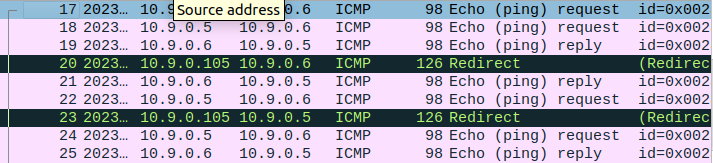 17 2023… 10.9 Source address 0.9.0.6 ICMP 98 Echo (ping) request id=0x002
18 2023… 10.9.0.5 10.9.0.6 ICMP 98 Echo (ping) request id=0x002
19 2023… 10.9.0.6 10.9.0.5 ICMP 98 Echo (ping) reply id=0x002
20 2023… 10.9.0.105 10.9.0.6 ICMP 126 Redirect (Redirec
21 2023… 10.9.0.6 10.9.0.5 ICMP 98 Echo (ping) reply id=0x002
22 2023… 10.9.0.5 10.9.0.6 ICMP 98 Echo (ping) request id=0x002
23 2023… 10.9.0.105 10.9.0.5 ICMP 126 Redirect (Redirec
24 2023… 10.9.0.5 10.9.0.6 ICMP 98 Echo (ping) request id=0x002
25 2023… 10.9.0.6 10.9.0.5 ICMP 98 Echo (ping) reply id=0x002